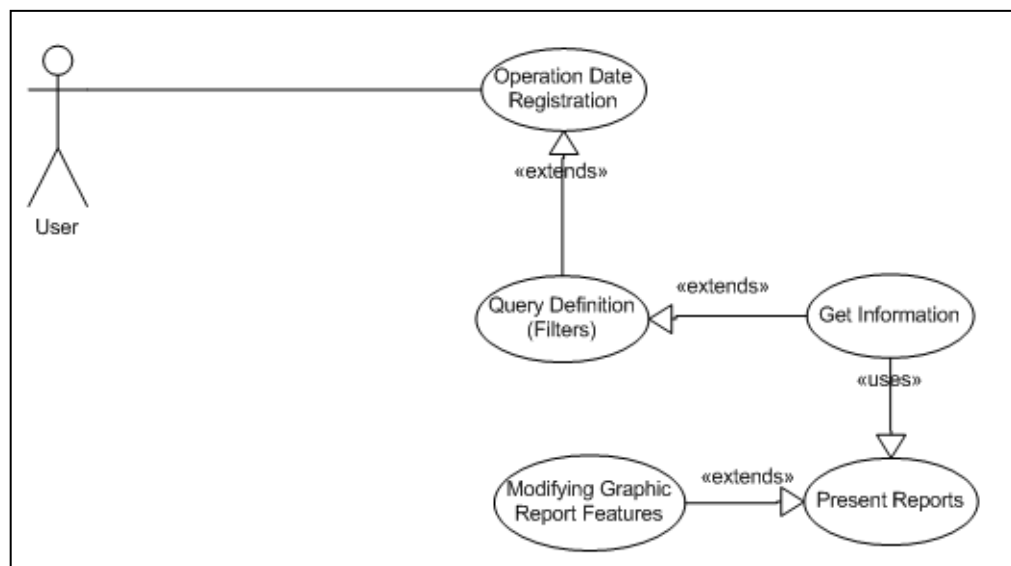 Operation Date
Registration
«extends»
User
Query Definition
(Filters)
«extends»
Get Information
«uses»
Modifying Graphic
Report Features
«extends»
Present Reports